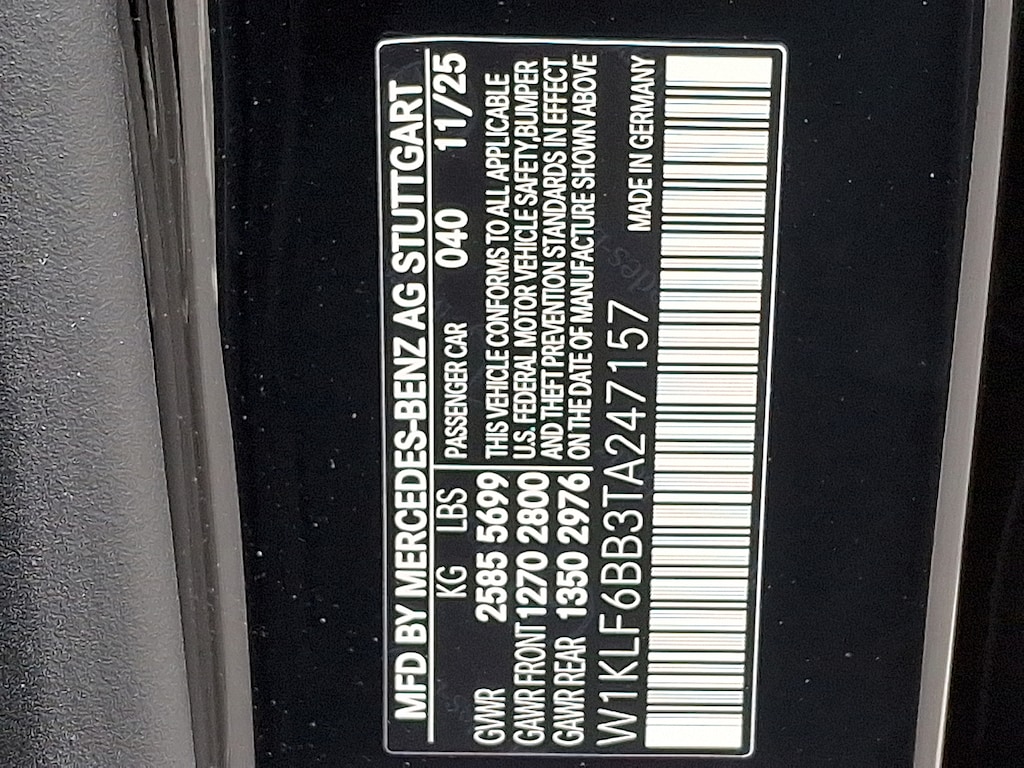 MFD BY MERCEDES-BENZ AG STUTTGART
KG LBS
GVWR 2585 5699
GAWR FRONT 1270 2800
GAWR REAR 1350 2976
PASSENGER CAR 040 11/25
THIS VEHICLE CONFORMS TO ALL APPLICABLE
U.S. FEDERAL MOTOR VEHICLE SAFETY,BUMPER
AND THEFT PREVENTION STANDARDS IN EFFECT
ON THE DATE OF MANUFACTURE SHOWN ABOVE
W1KLF6BB3TA247157
MADE IN GERMANY